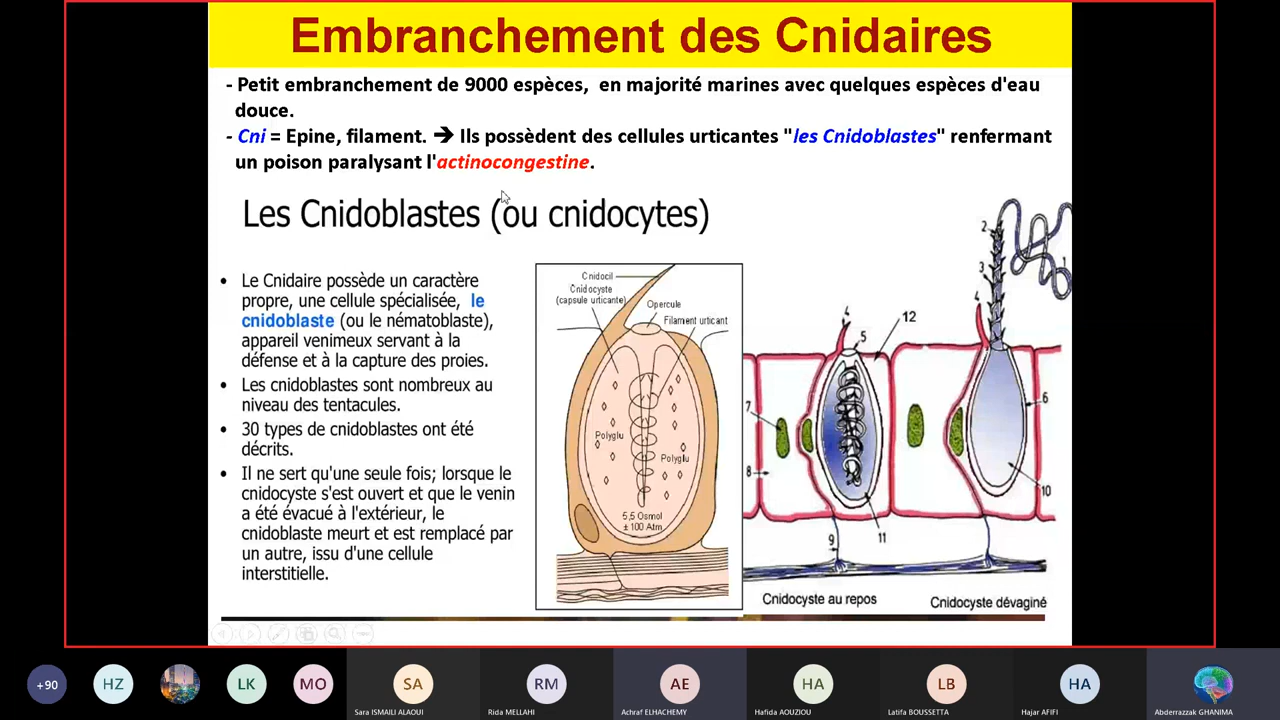 Embranchement des Cnidaires
- Petit embranchement de 9000 espèces, en majorité marines avec quelques espèces d'eau
douce.
- Cni = Epine, filament. ➔ Ils possèdent des cellules urticantes "les Cnidoblastes" renfermant
un poison paralysant l'actinocongestine.
Les Cnidoblastes (ou cnidocytes)
• Le Cnidaire possède un caractère
propre, une cellule spécialisée, le
cnidoblaste (ou le nématoblaste),
appareil venimeux servant à la
défense et à la capture des proies.
• Les cnidoblastes sont nombreux au
niveau des tentacules.
• 30 types de cnidoblastes ont été
décrits.
• Il ne sert qu'une seule fois; lorsque le
cnidocyste s'est ouvert et que le venin
a été évacué à l'extérieur, le
cnidoblaste meurt et est remplacé par
un autre, issu d'une cellule
interstitielle.
Cnidocil
Cnidocyste
(capsule urticante)
Opercule
Filament urticant
Polyglu
Polyglu
5,5 Osmol
± 100 Atm
2
1
3
4
4
12
5
7
6
8
10
9
11
Cnidocyste au repos
Cnidocyste dévaginé
+90
HZ
LK
MO
SA
Sara ISMAILI ALAOUI
RM
Rida MELLAHI
AE
Achraf ELHACHEMY
HA
Hafida AOUZIOU
LB
Latifa BOUSSETTA
HA
Hajar AFIFI
Abderrazzak GHANIMA